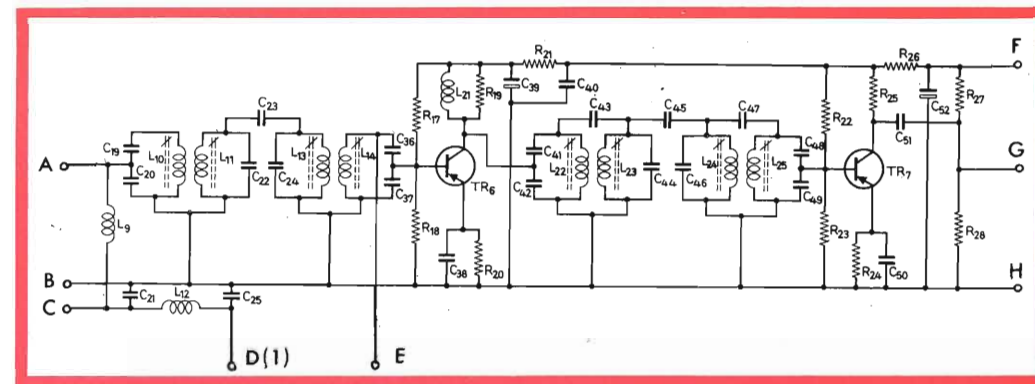 F
R21
R26
C39
C40
L21
R19
C52
R25
R27
C23
C43
C45
C47
R17
R22
C51
C19
C36
C41
C48
L10
L11
L13
L14
L22
L23
L24
L25
A
C20
C22
C24
C37
TR6
C42
C44
C46
C49
TR7
G
L9
R18
R23
R28
C38
R20
R24
C50
B
H
C21
L12
C25
C
D(1)
E